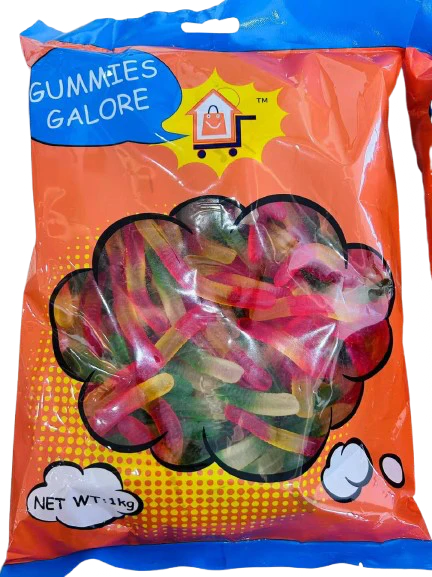 GUMMIES
GALORE
TM
NET WT:1kg